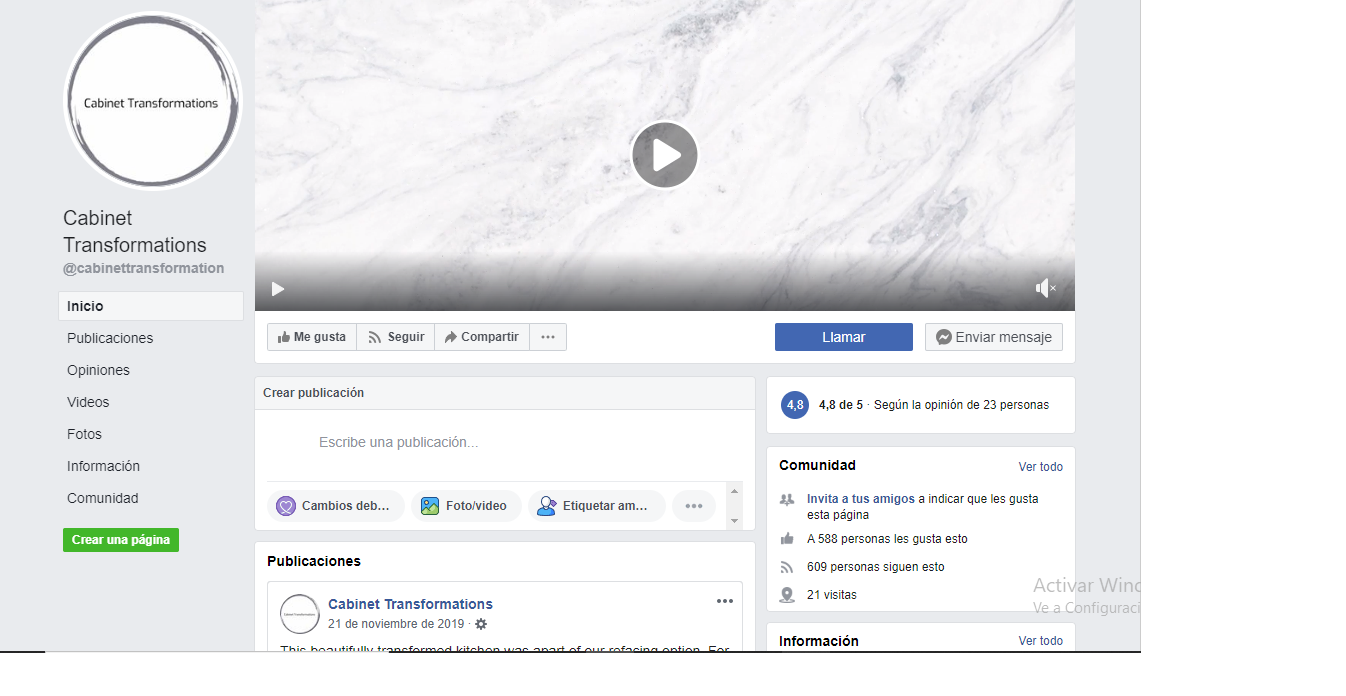 Cabinet Transformations
Cabinet
Transformations
@cabinettransformation
Inicio
Publicaciones
Opiniones
Videos
Fotos
Información
Comunidad
Crear una página
Me gusta
Seguir
Compartir
...
Llamar
Enviar mensaje
Crear publicación
Escribe una publicación...
Cambios deb...
Foto/video
Etiquetar am...
Publicaciones
Cabinet Transformations
21 de noviembre de 2019 ·
This beautifully transformed kitchen was apart of our refacing option. For
4,8
4,8 de 5 · Según la opinión de 23 personas
Comunidad
Ver todo
Invita a tus amigos a indicar que les gusta
esta página
A 588 personas les gusta esto
609 personas siguen esto
21 visitas
Información
Ver todo
Activar Winc
Ve a Configuraci